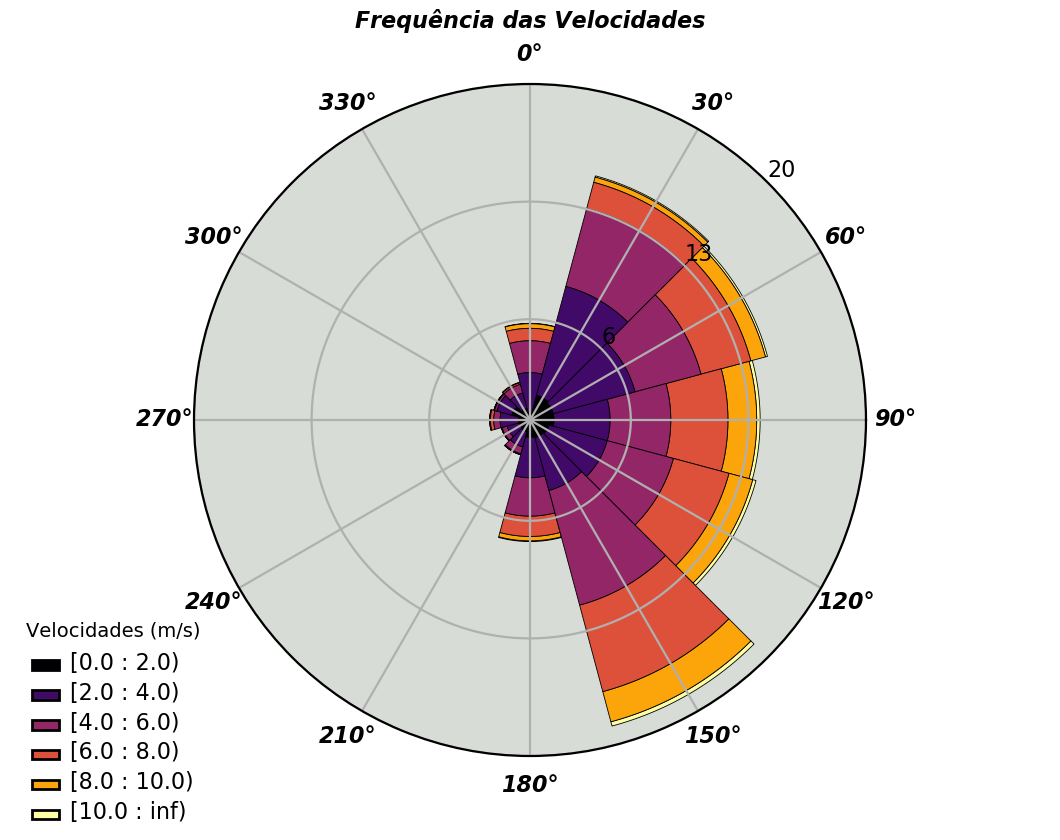 Frequência das Velocidades
0°
330°
30°
20
300°
60°
13
6
270°
90°
240°
120°
210°
150°
180°
Velocidades (m/s)
[0.0 : 2.0)
[2.0 : 4.0)
[4.0 : 6.0)
[6.0 : 8.0)
[8.0 : 10.0)
[10.0 : inf)